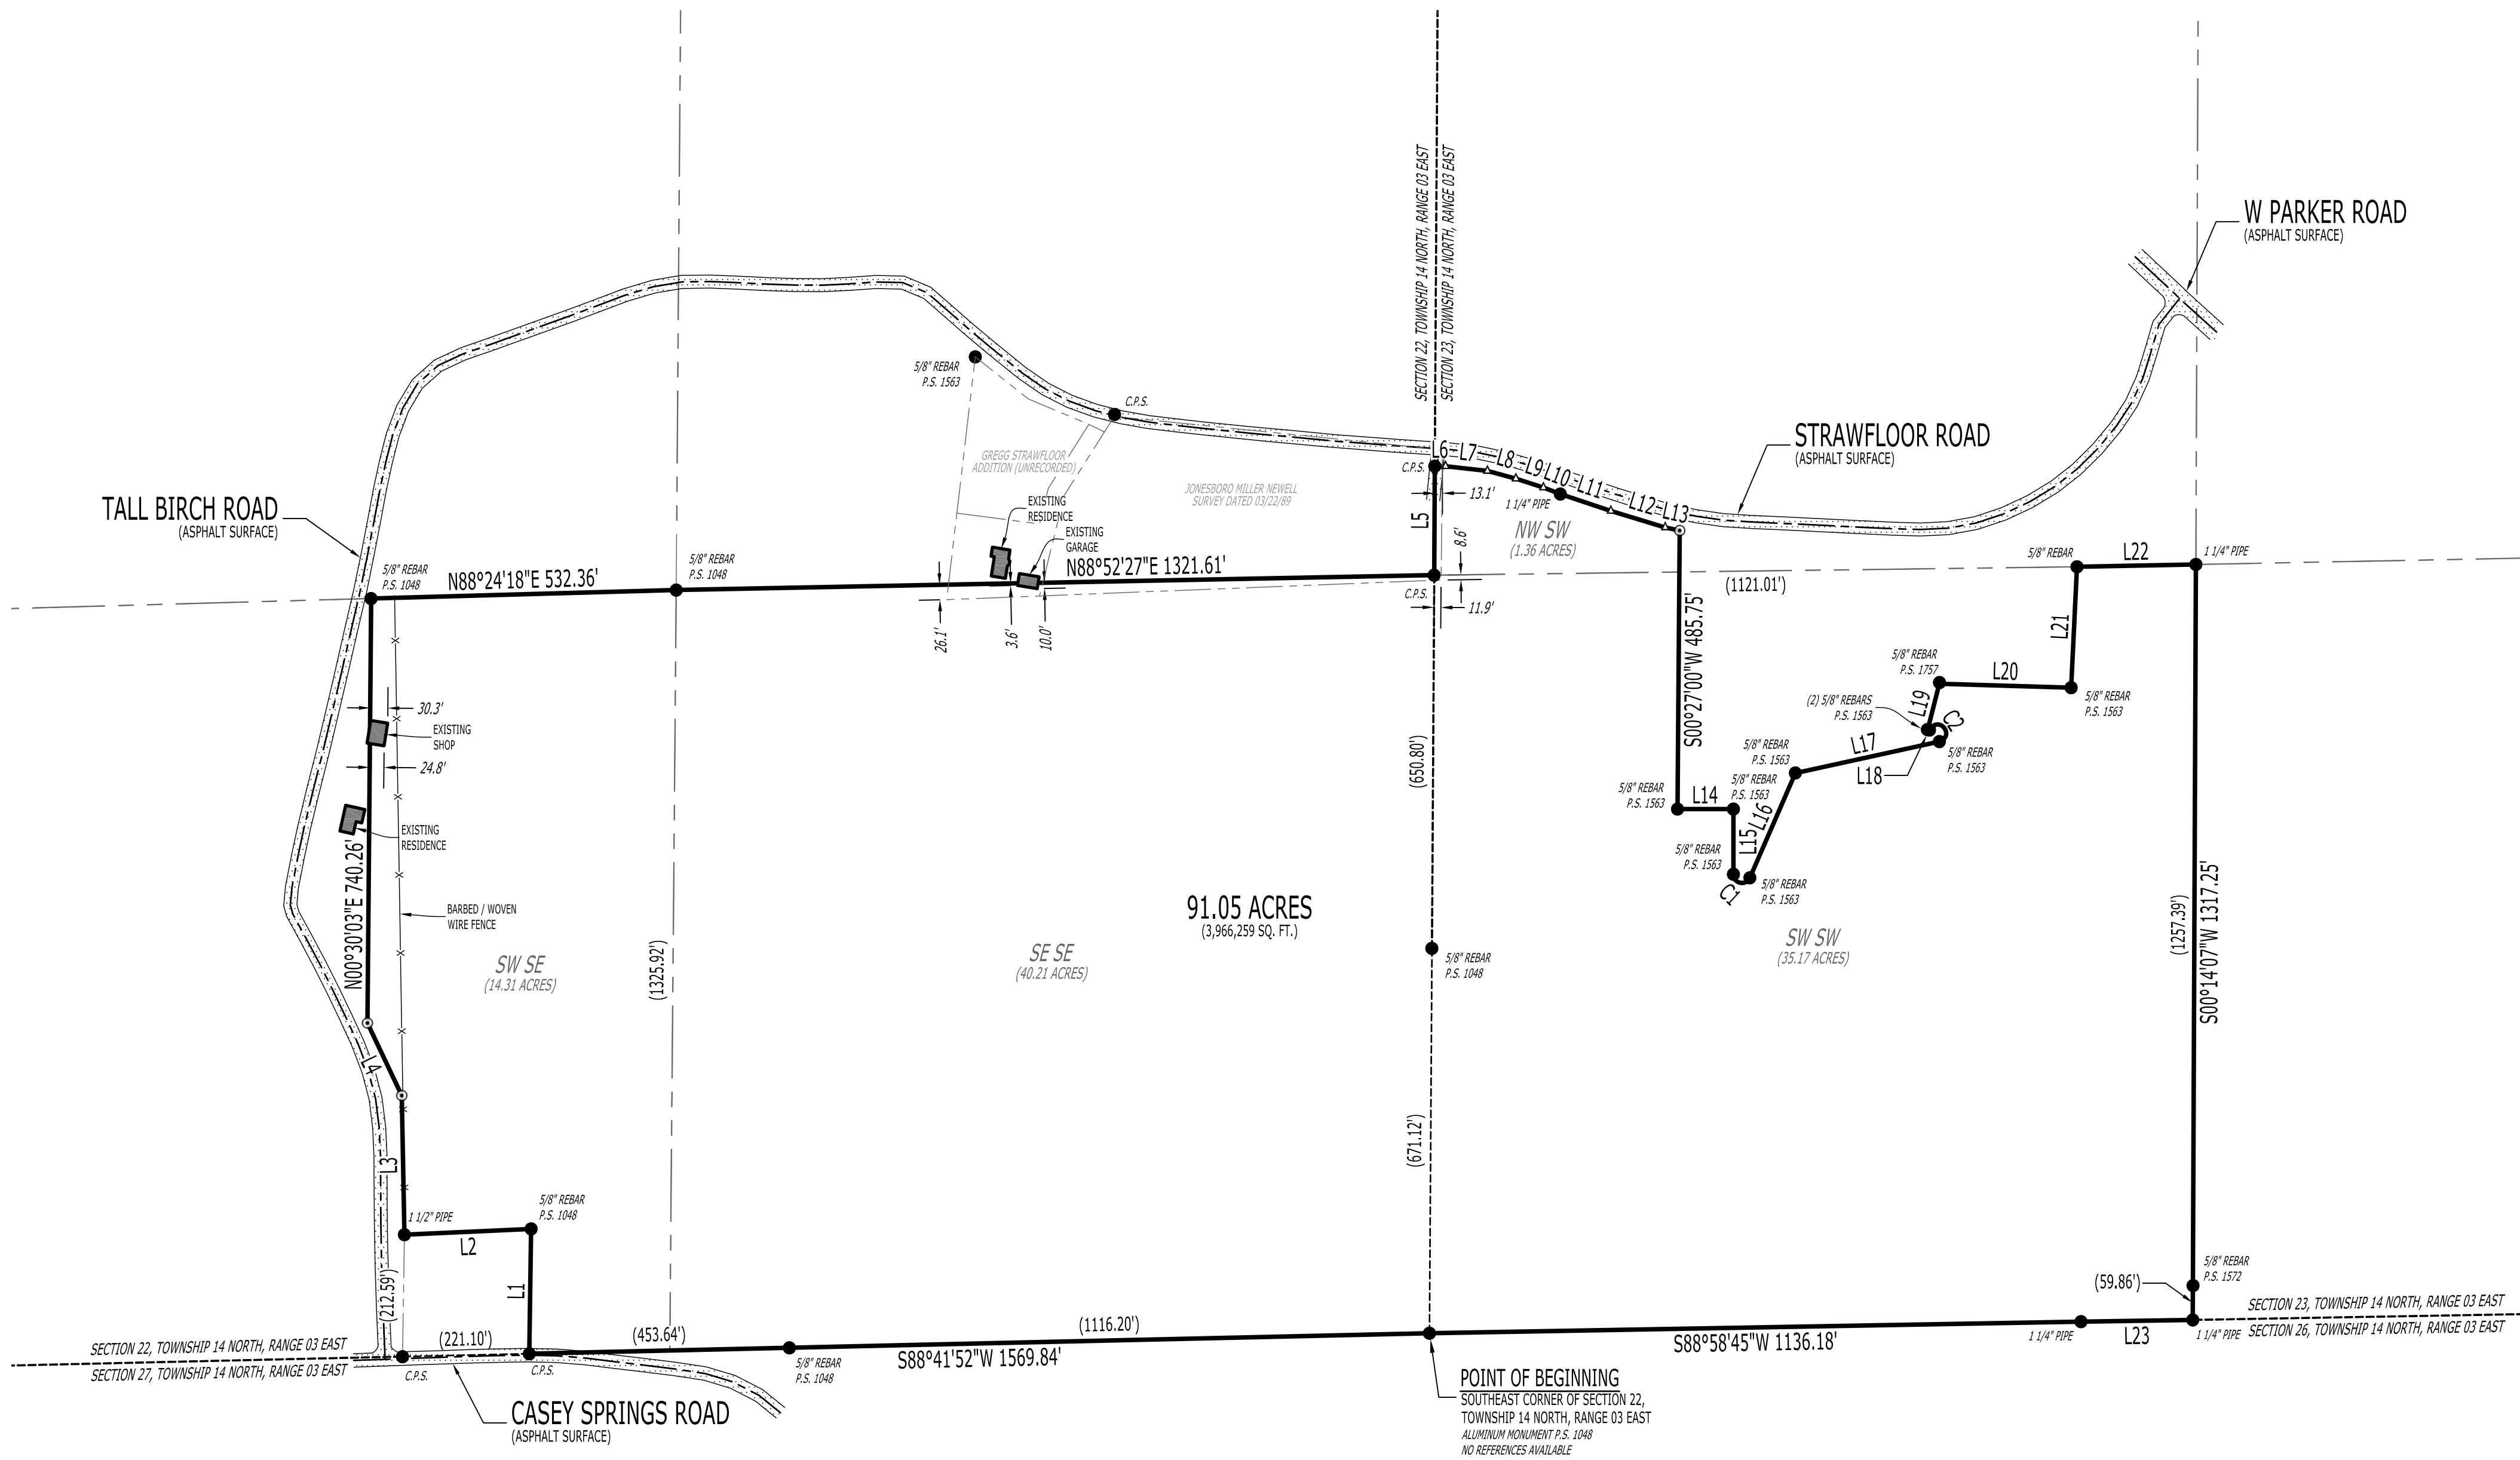 SECTION 22, TOWNSHIP 14 NORTH, RANGE 03 EAST
SECTION 23, TOWNSHIP 14 NORTH, RANGE 03 EAST
W PARKER ROAD
(ASPHALT SURFACE)
5/8" REBAR
P.S. 1563
C.P.S.
STRAWFLOOR ROAD
(ASPHALT SURFACE)
GREGG STRAWFLOOR
ADDITION (UNRECORDED)
JONESBORO MILLER NEWELL
SURVEY DATED 03/22/89
C.P.S.
L6
L7
L8
L9
L10
L11
L12
L13
13.1'
1 1/4" PIPE
L5
8.6'
NW SW
(1.36 ACRES)
TALL BIRCH ROAD
(ASPHALT SURFACE)
EXISTING
RESIDENCE
EXISTING
GARAGE
5/8" REBAR
P.S. 1048
N88°24'18"E 532.36'
5/8" REBAR
P.S. 1048
N88°52'27"E 1321.61'
C.P.S.
11.9'
26.1'
3.6'
10.0'
(1121.01')
5/8" REBAR
L22
1 1/4" PIPE
S00°27'00"W 485.75'
L21
5/8" REBAR
P.S. 1757
L20
5/8" REBAR
P.S. 1563
L19
(2) 5/8" REBARS
P.S. 1563
C2
30.3'
EXISTING
SHOP
24.8'
(650.80')
5/8" REBAR
P.S. 1563
L17
L18
5/8" REBAR
P.S. 1563
5/8" REBAR
P.S. 1563
L14
5/8" REBAR
P.S. 1563
L16
L15
5/8" REBAR
P.S. 1563
C1
5/8" REBAR
P.S. 1563
EXISTING
RESIDENCE
N00°30'03"E 740.26'
BARBED / WOVEN
WIRE FENCE
91.05 ACRES
(3,966,259 SQ. FT.)
SW SE
(14.31 ACRES)
(1325.92')
SE SE
(40.21 ACRES)
5/8" REBAR
P.S. 1048
SW SW
(35.17 ACRES)
(1257.39')
S00°14'07"W 1317.25'
L4
L3
(671.12')
1 1/2" PIPE
5/8" REBAR
P.S. 1048
L2
L1
(212.59')
5/8" REBAR
P.S. 1572
(59.86')
SECTION 23, TOWNSHIP 14 NORTH, RANGE 03 EAST
SECTION 26, TOWNSHIP 14 NORTH, RANGE 03 EAST
SECTION 22, TOWNSHIP 14 NORTH, RANGE 03 EAST
SECTION 27, TOWNSHIP 14 NORTH, RANGE 03 EAST
(221.10')
(453.64')
(1116.20')
C.P.S.
C.P.S.
5/8" REBAR
P.S. 1048
S88°41'52"W 1569.84'
S88°58'45"W 1136.18'
1 1/4" PIPE
L23
1 1/4" PIPE
CASEY SPRINGS ROAD
(ASPHALT SURFACE)
POINT OF BEGINNING
SOUTHEAST CORNER OF SECTION 22,
TOWNSHIP 14 NORTH, RANGE 03 EAST
ALUMINUM MONUMENT P.S. 1048
NO REFERENCES AVAILABLE